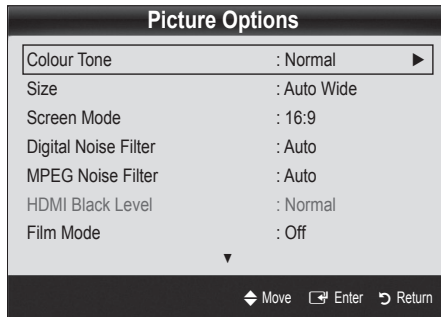 Picture Options
Colour Tone : Normal ▶
Size : Auto Wide
Screen Mode : 16:9
Digital Noise Filter : Auto
MPEG Noise Filter : Auto
HDMI Black Level : Normal
Film Mode : Off
▼
Move Enter Return